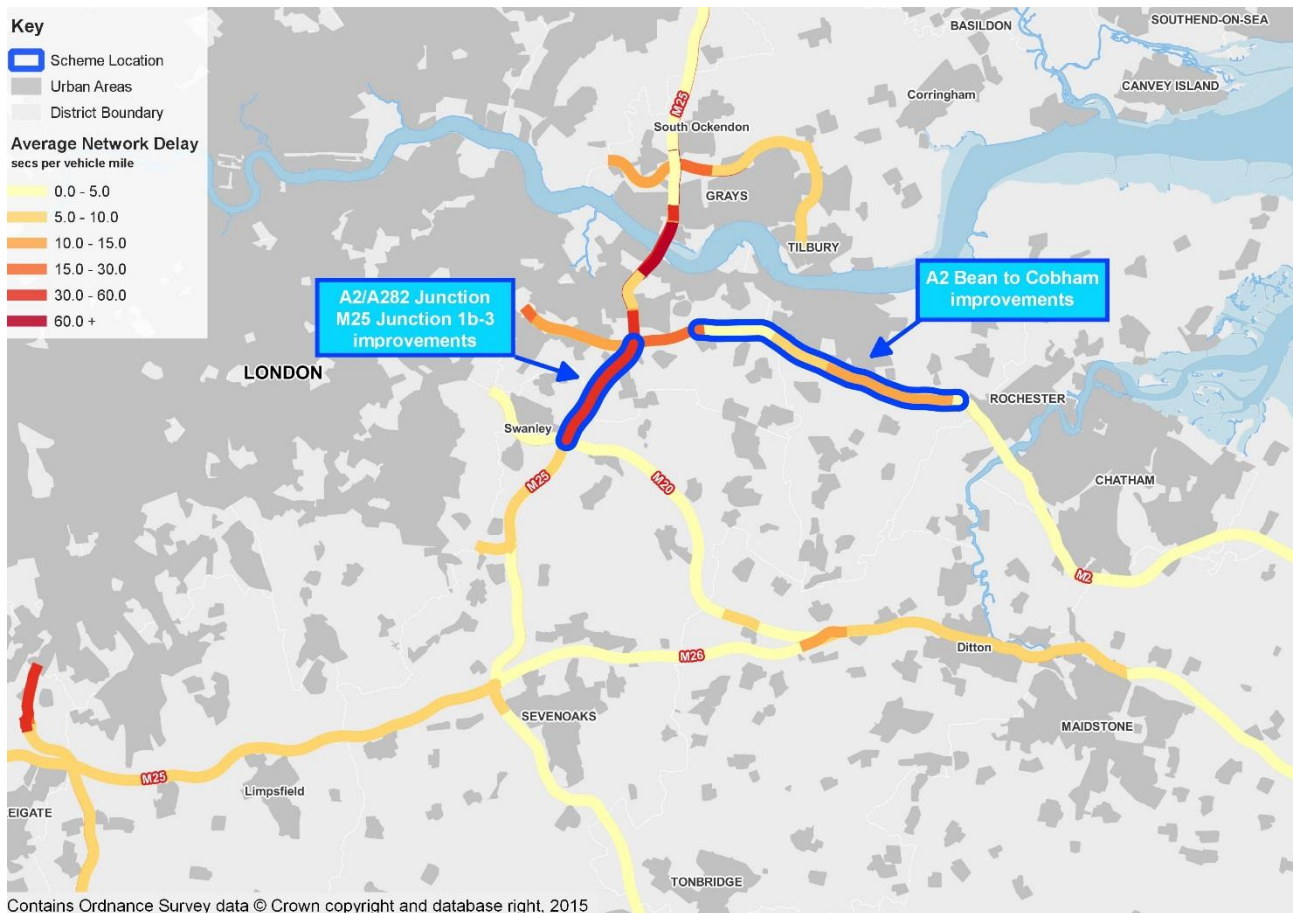 Key
Scheme Location
Urban Areas
District Boundary
Average Network Delay
secs per vehicle mile
0.0 - 5.0
5.0 - 10.0
10.0 - 15.0
15.0 - 30.0
30.0 - 60.0
60.0 +
BASILDON
SOUTHEND-ON-SEA
CANVEY ISLAND
Corringham
M25
South Ockendon
GRAYS
TILBURY
A2/A282 Junction
M25 Junction 1b-3
improvements
A2 Bean to Cobham
improvements
LONDON
ROCHESTER
Swanley
M25
M20
CHATHAM
M2
M26
Ditton
SEVENOAKS
MAIDSTONE
M25
Limpsfield
EIGATE
TONBRIDGE
Contains Ordnance Survey data © Crown copyright and database right, 2015